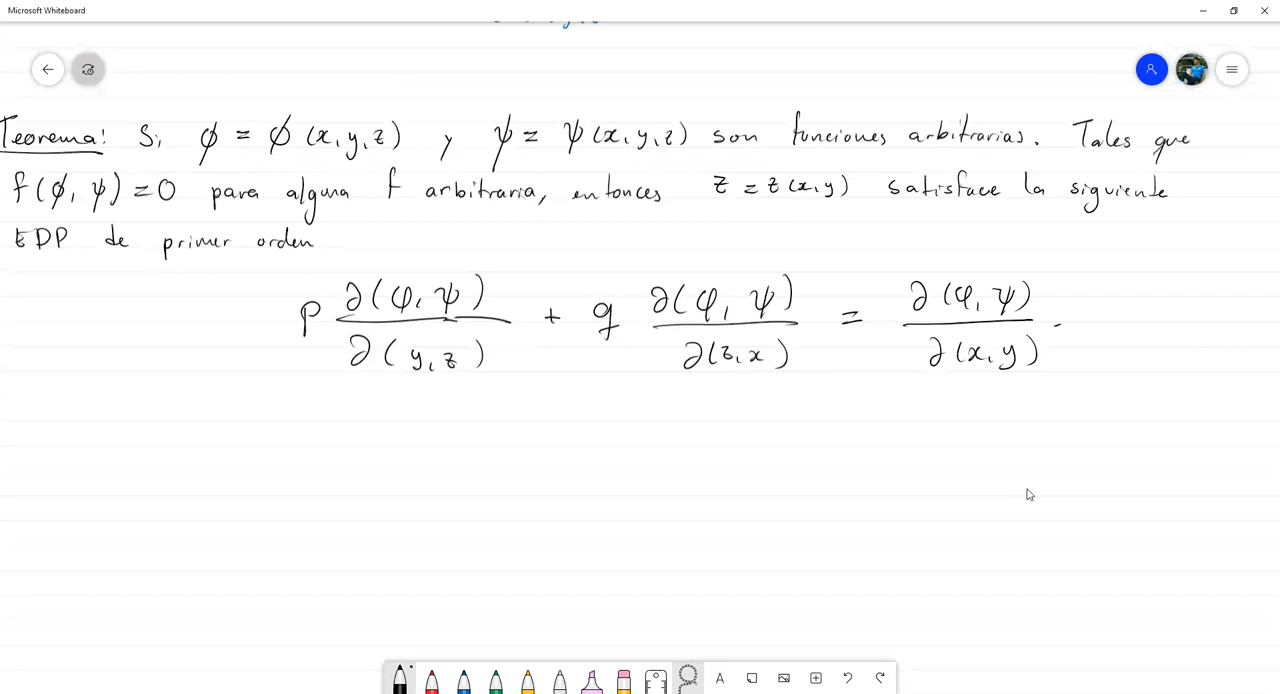 Microsoft Whiteboard
Teorema: Si ϕ = ϕ(x,y,z) y ψ = ψ(x,y,z) son funciones arbitrarias. Tales que
f(ϕ, ψ) = 0 para alguna f arbitraria, entonces z = z(x,y) satisface la siguiente
EDP de primer orden
p ∂(φ, ψ)/∂(y,z) + q ∂(φ, ψ)/∂(z,x) = ∂(φ, ψ)/∂(x,y).